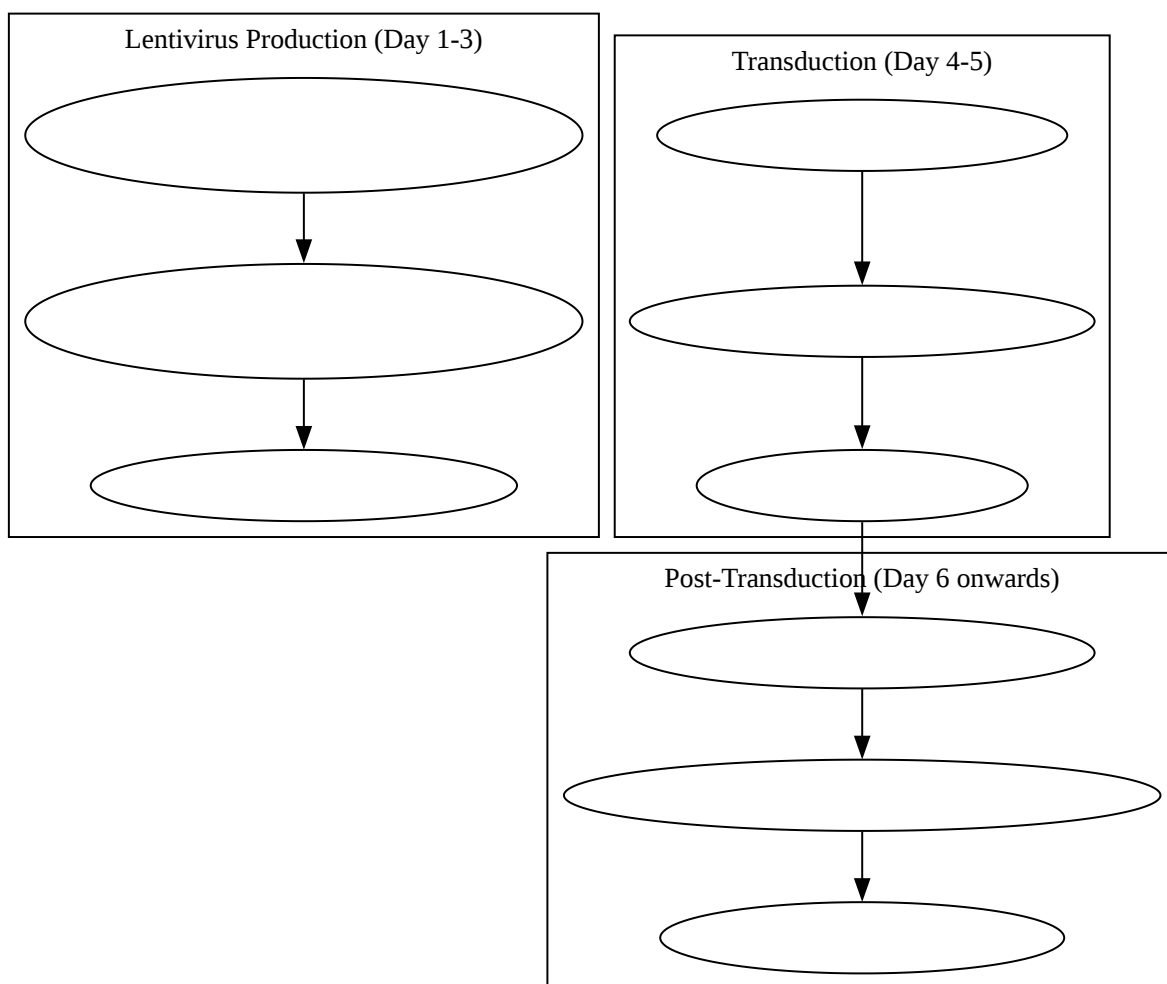 Lentivirus Production (Day 1-3)
Transduction (Day 4-5)
Post-Transduction (Day 6 onwards)